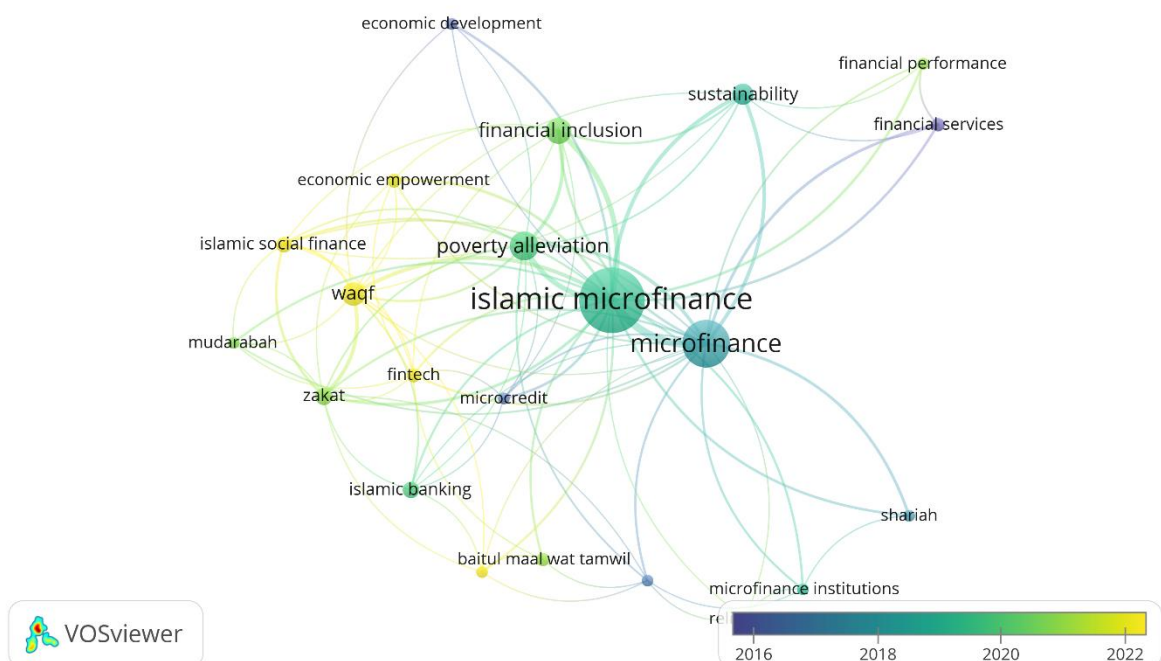 economic development
financial performance
sustainability
financial services
financial inclusion
economic empowerment
islamic social finance
poverty alleviation
waqf
islamic microfinance
mudarabah
microfinance
fintech
zakat
microcredit
islamic banking
shariah
baitul maal wat tamwil
microfinance institutions
VOSviewer
2016 2018 2020 2022